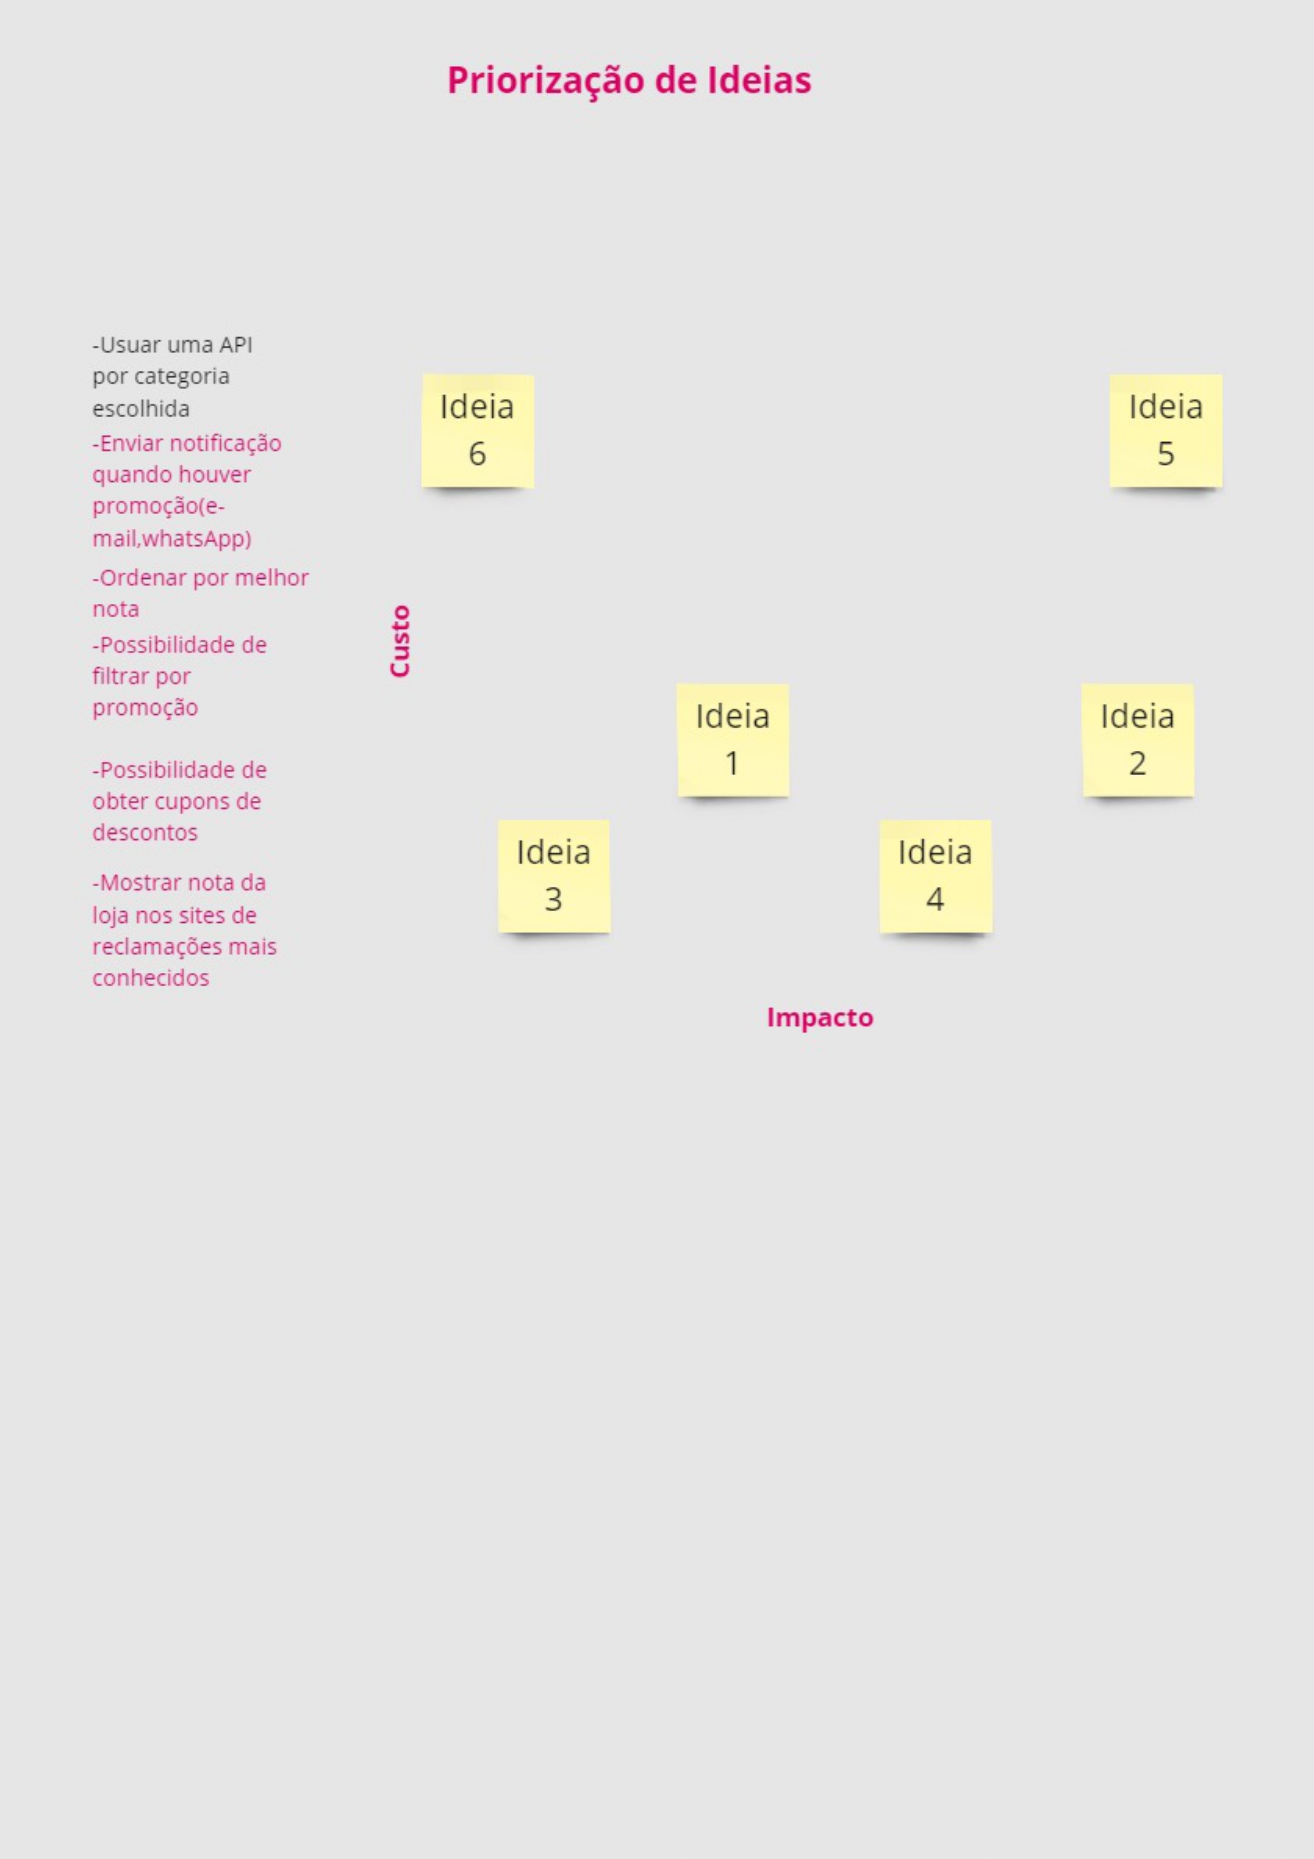 Priorização de Ideias
-Usuar uma API
por categoria
escolhida
-Enviar notificação
quando houver
promoção(e-
mail,whatsApp)
-Ordenar por melhor
nota
-Possibilidade de
filtrar por
promoção
-Possibilidade de
obter cupons de
descontos
-Mostrar nota da
loja nos sites de
reclamações mais
conhecidos
Custo
Ideia
6
Ideia
5
Ideia
1
Ideia
2
Ideia
3
Ideia
4
Impacto